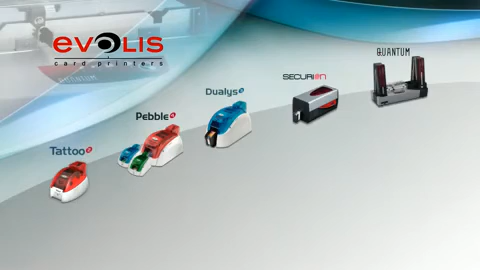 evolis
card printers
QUANTUM
SECURION
Dualys
Pebble
Tattoo